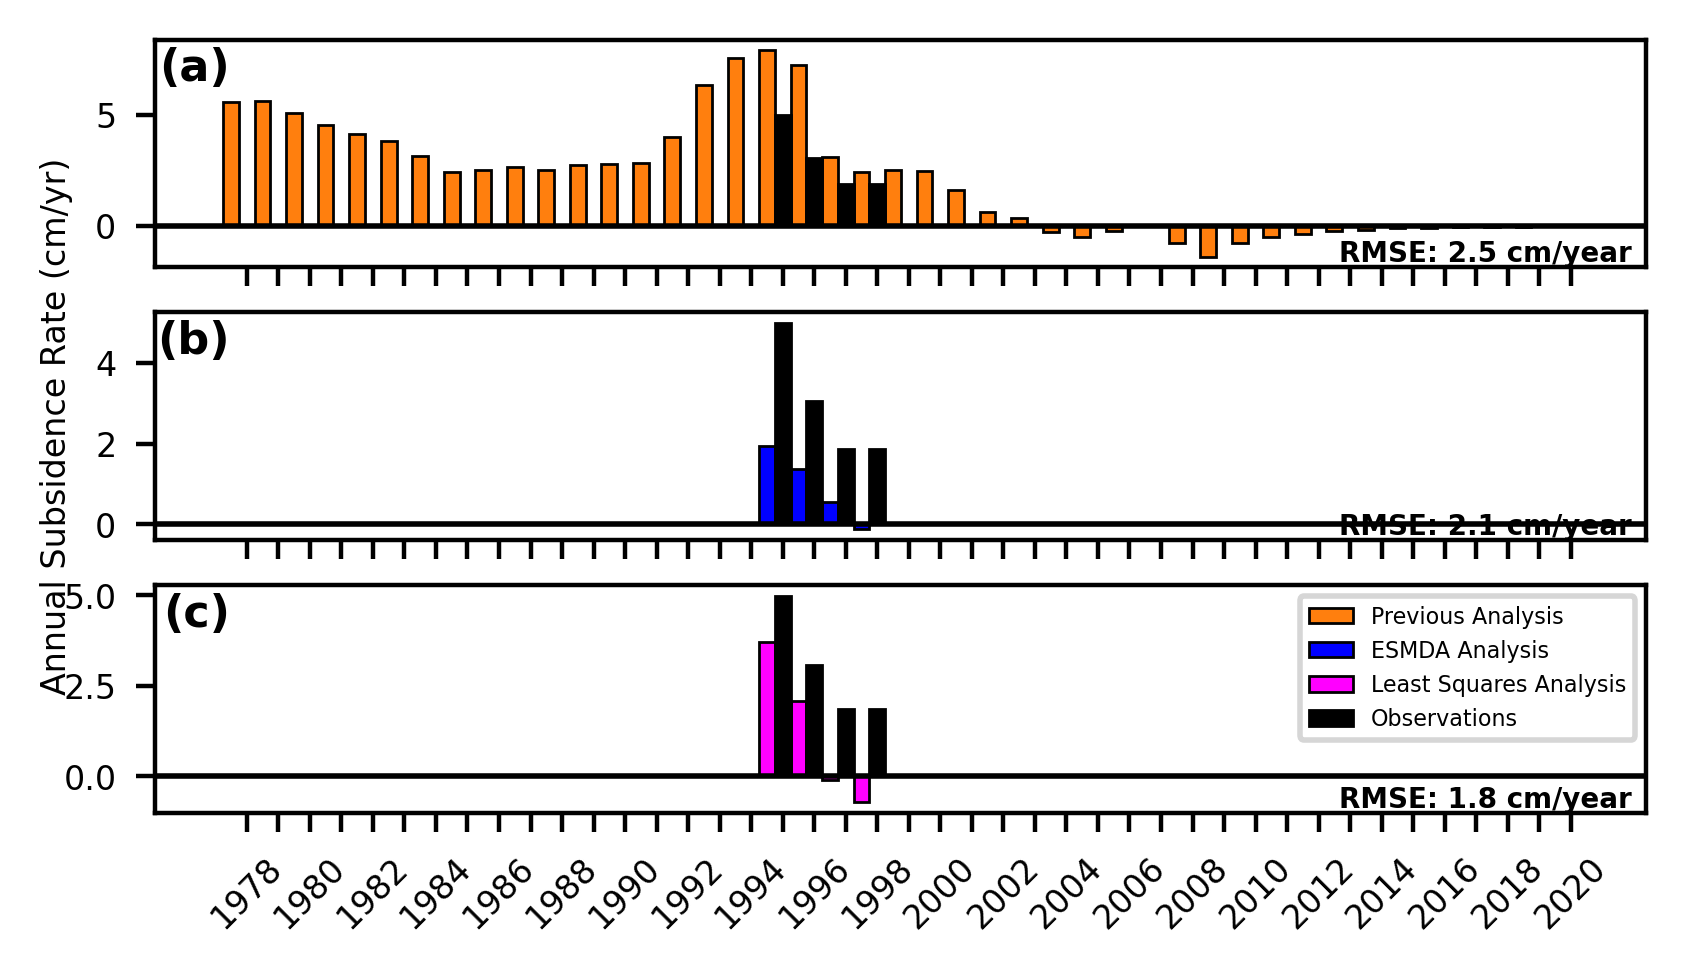 Annual Subsidence Rate (cm/yr)
(a)
5
0
RMSE: 2.5 cm/year
(b)
4
2
0
RMSE: 2.1 cm/year
(c)
5.0
2.5
0.0
Previous Analysis
ESMDA Analysis
Least Squares Analysis
Observations
RMSE: 1.8 cm/year
1978
1980
1982
1984
1986
1988
1990
1992
1994
1996
1998
2000
2002
2004
2006
2008
2010
2012
2014
2016
2018
2020